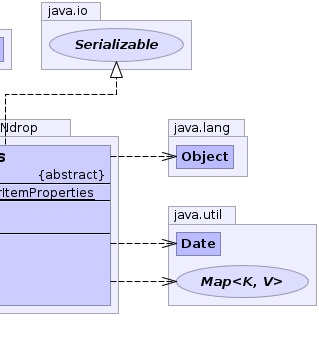 java.io
Serializable
Ndrop
java.lang
s
Object
{abstract}
rItemProperties
java.util
Date
Map<K, V>